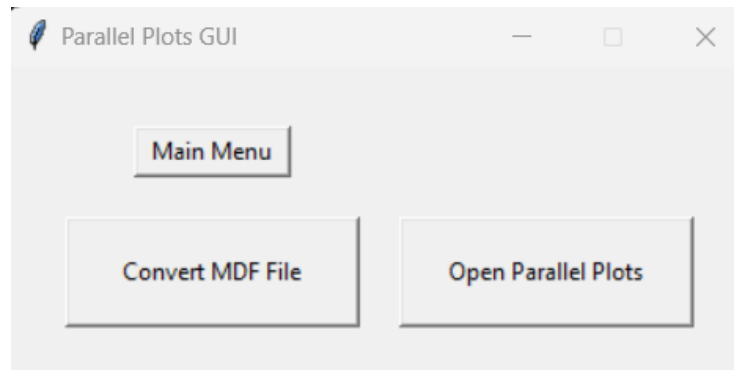 Parallel Plots GUI
Main Menu
Convert MDF File
Open Parallel Plots